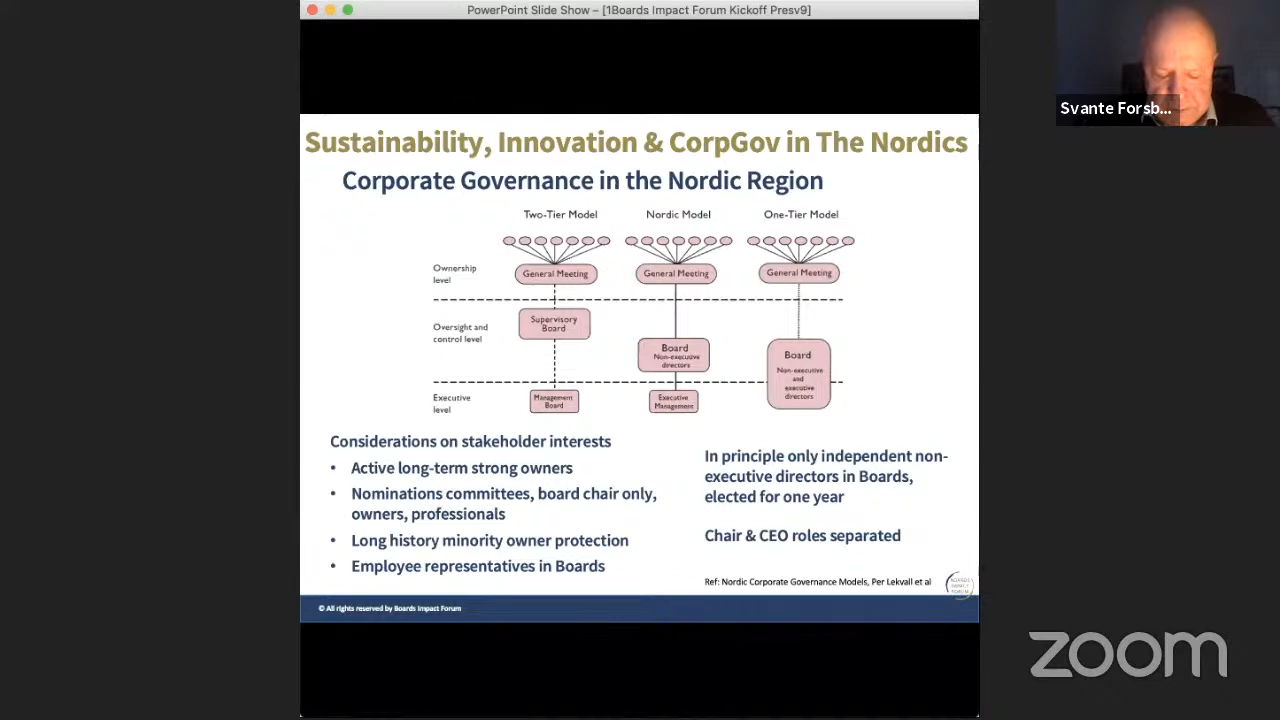 PowerPoint Slide Show – [1Boards Impact Forum Kickoff Presv9]
Svante Forsb...
Sustainability, Innovation & CorpGov in The Nordics
Corporate Governance in the Nordic Region
Two-Tier Model
Nordic Model
One-Tier Model
Ownership
level
General Meeting
General Meeting
General Meeting
Oversight and
control level
Supervisory
Board
Board
Non-executive
directors
Board
Non-executive
and
executive
directors
Executive
level
Management
Board
Executive
Management
Considerations on stakeholder interests
• Active long-term strong owners
• Nominations committees, board chair only,
owners, professionals
• Long history minority owner protection
• Employee representatives in Boards
In principle only independent non-
executive directors in Boards,
elected for one year
Chair & CEO roles separated
Ref: Nordic Corporate Governance Models, Per Lekvall et al
BOARDS
IMPACT
FORUM
© All rights reserved by Boards Impact Forum
zoom